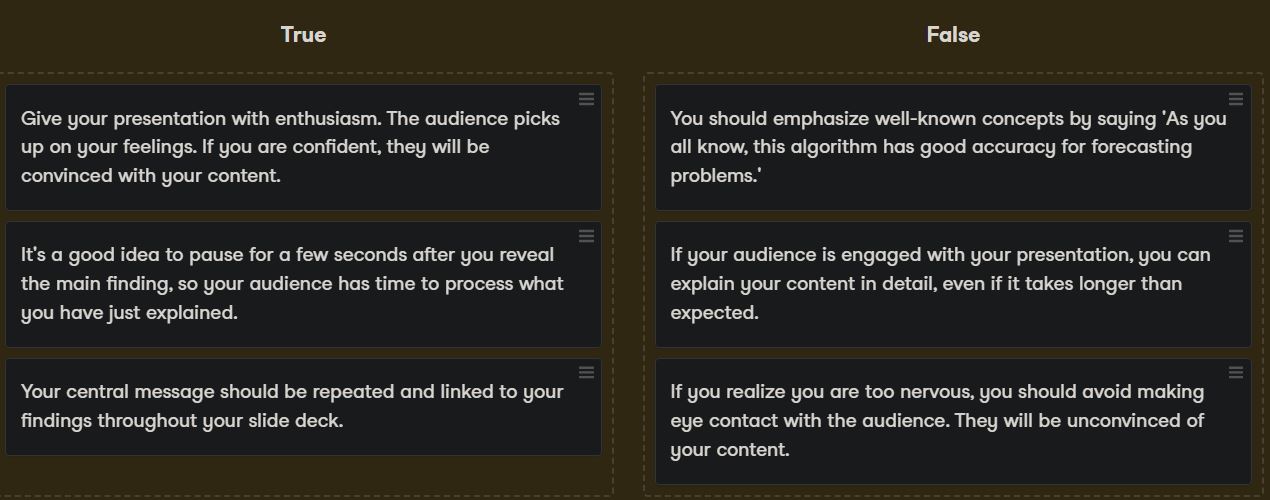 True
Give your presentation with enthusiasm. The audience picks
up on your feelings. If you are confident, they will be
convinced with your content.
It's a good idea to pause for a few seconds after you reveal
the main finding, so your audience has time to process what
you have just explained.
Your central message should be repeated and linked to your
findings throughout your slide deck.
False
You should emphasize well-known concepts by saying 'As you
all know, this algorithm has good accuracy for forecasting
problems.'
If your audience is engaged with your presentation, you can
explain your content in detail, even if it takes longer than
expected.
If you realize you are too nervous, you should avoid making
eye contact with the audience. They will be unconvinced of
your content.